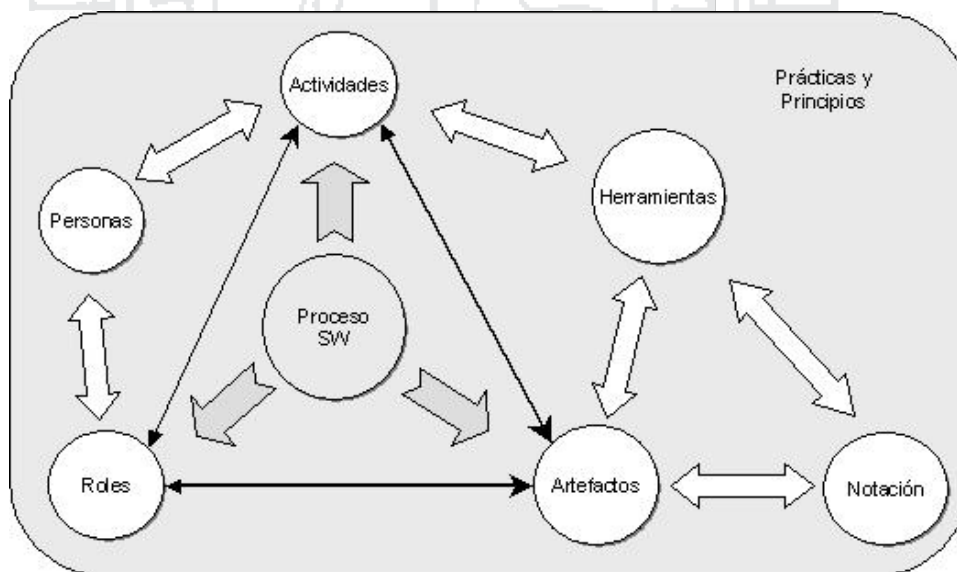 Actividades
Prácticas y
Principios
Personas
Herramientas
Proceso
SW
Roles
Artefactos
Notación